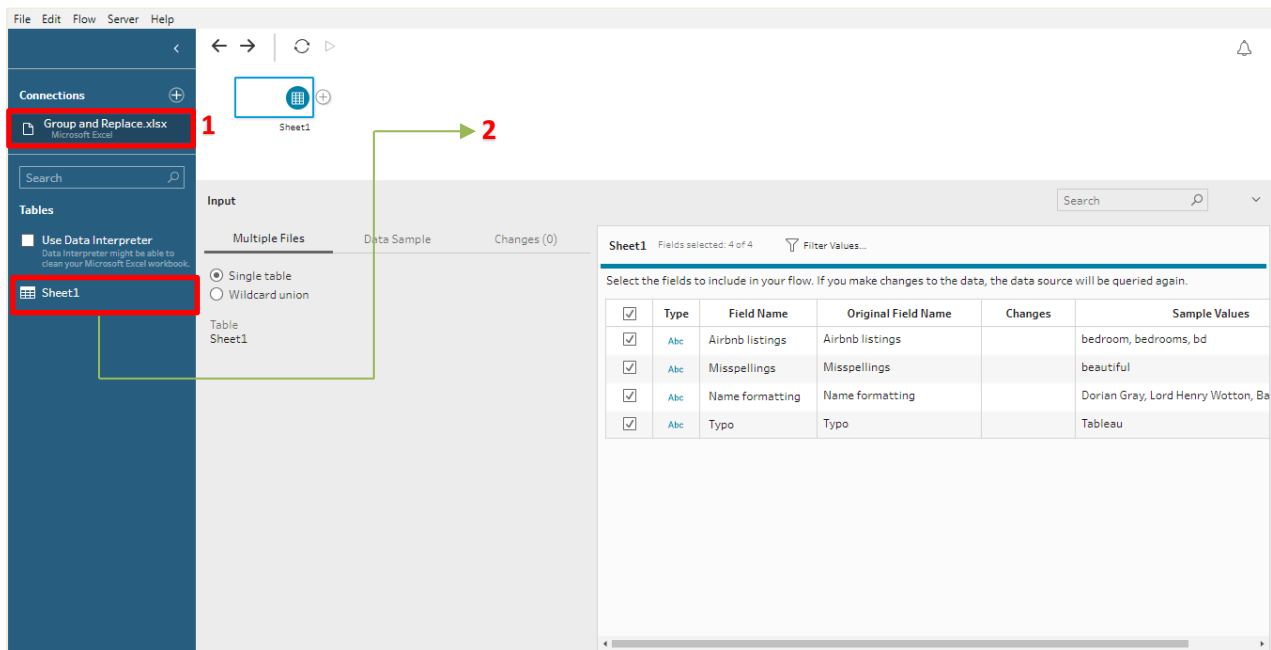 File Edit Flow Server Help
Connections
Group and Replace.xlsx
Microsoft Excel
1
Sheet1
2
Search
Tables
Use Data Interpreter
Data Interpreter might be able to
clean your Microsoft Excel workbook.
Sheet1
Input
Search
Multiple Files Data Sample Changes (0)
Single table
Wildcard union
Table
Sheet1
Sheet1 Fields selected: 4 of 4 Filter Values...
Select the fields to include in your flow. If you make changes to the data, the data source will be queried again.
Type Field Name Original Field Name Changes Sample Values
Abc Airbnb listings Airbnb listings bedroom, bedrooms, bd
Abc Misspellings Misspellings beautiful
Abc Name formatting Name formatting Dorian Gray, Lord Henry Wotton, Ba
Abc Typo Typo Tableau